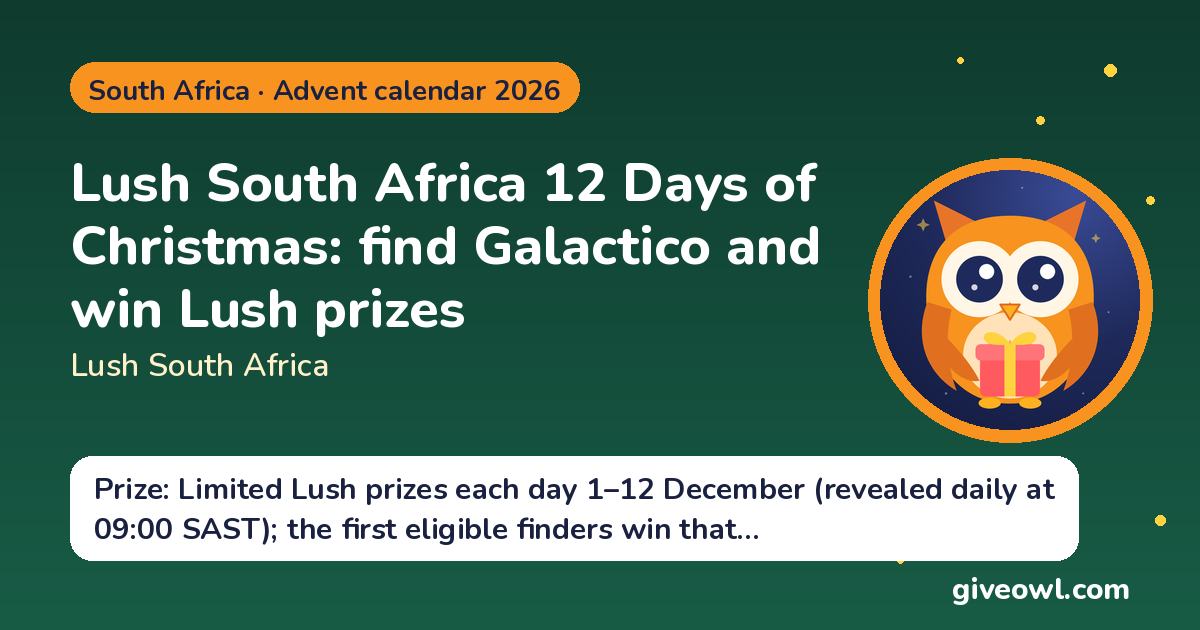 South Africa · Advent calendar 2026
Lush South Africa 12 Days of
Christmas: find Galactico and
win Lush prizes
Lush South Africa
Prize: Limited Lush prizes each day 1–12 December (revealed daily at
09:00 SAST); the first eligible finders win that…
giveowl.com